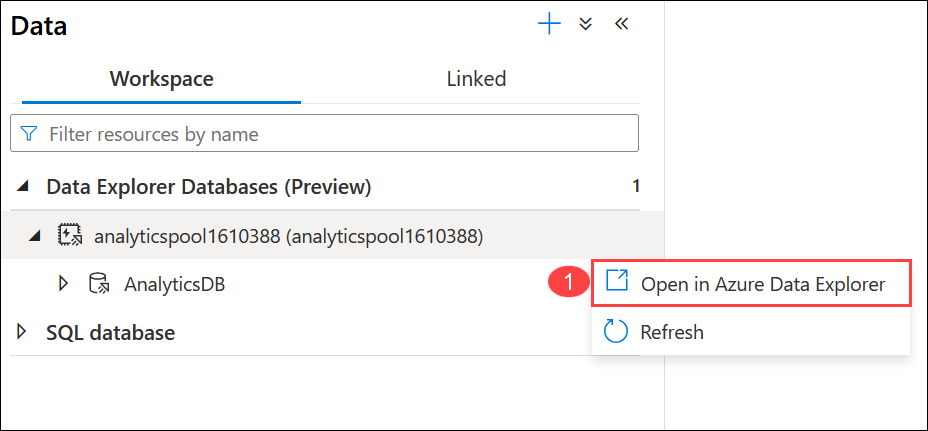 Data
Workspace
Linked
Filter resources by name
Data Explorer Databases (Preview) 1
analyticspool1610388 (analyticspool1610388)
AnalyticsDB
1 Open in Azure Data Explorer
SQL database
Refresh